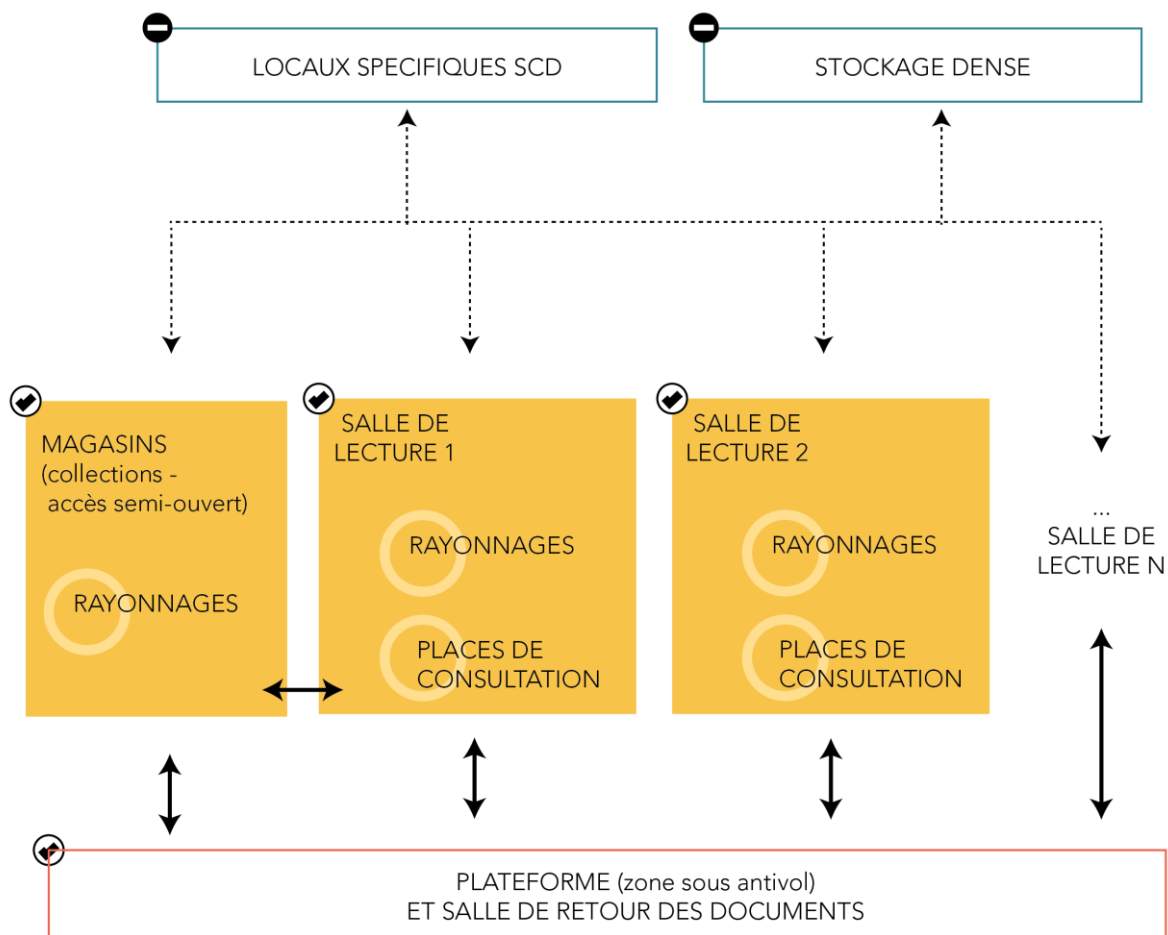 LOCAUX SPECIFIQUES SCD
STOCKAGE DENSE
MAGASINS
(collections -
accès semi-ouvert)
RAYONNAGES
SALLE DE
LECTURE 1
RAYONNAGES
PLACES DE
CONSULTATION
SALLE DE
LECTURE 2
RAYONNAGES
PLACES DE
CONSULTATION
...
SALLE DE
LECTURE N
PLATEFORME (zone sous antivol)
ET SALLE DE RETOUR DES DOCUMENTS